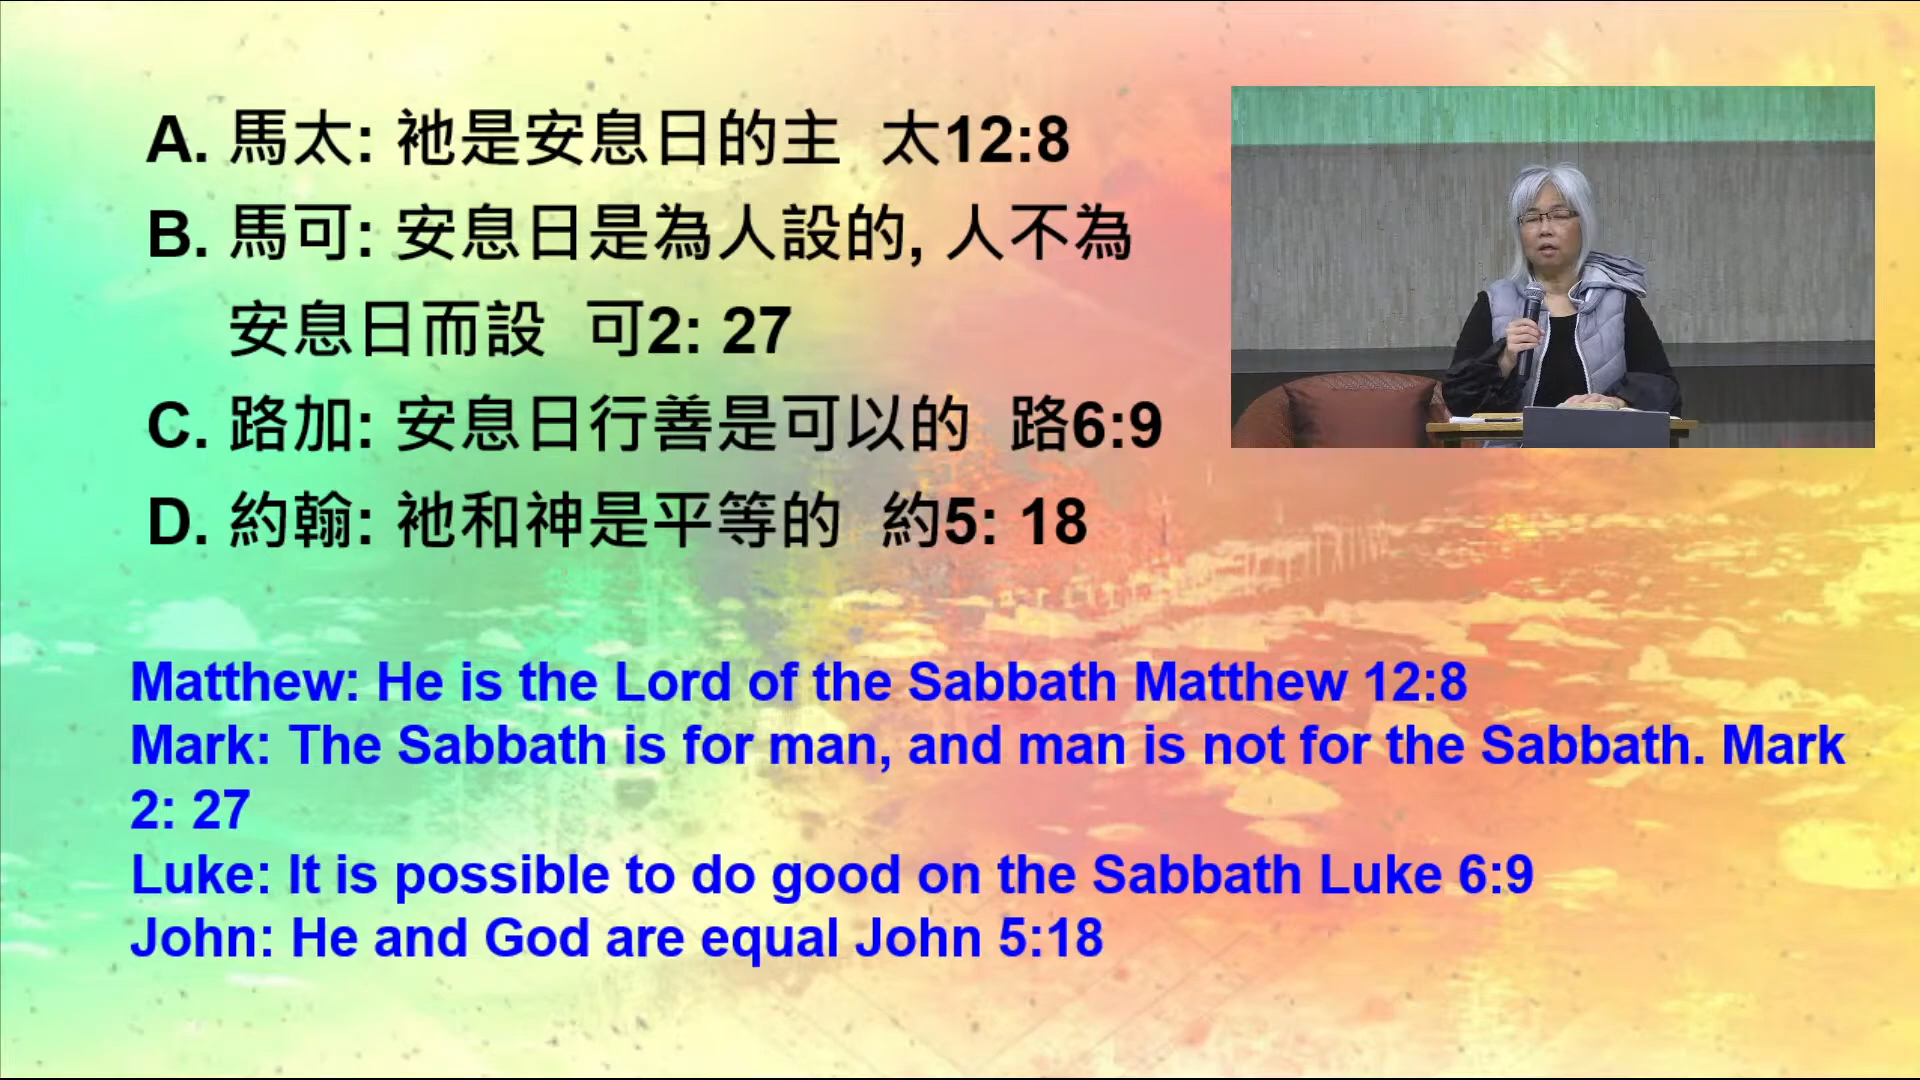 A. 馬太: 祂是安息日的主 太12:8
B. 馬可: 安息日是為人設的, 人不為
安息日而設 可2: 27
C. 路加: 安息日行善是可以的 路6:9
D. 約翰: 祂和神是平等的 約5: 18
Matthew: He is the Lord of the Sabbath Matthew 12:8
Mark: The Sabbath is for man, and man is not for the Sabbath. Mark
2: 27
Luke: It is possible to do good on the Sabbath Luke 6:9
John: He and God are equal John 5:18